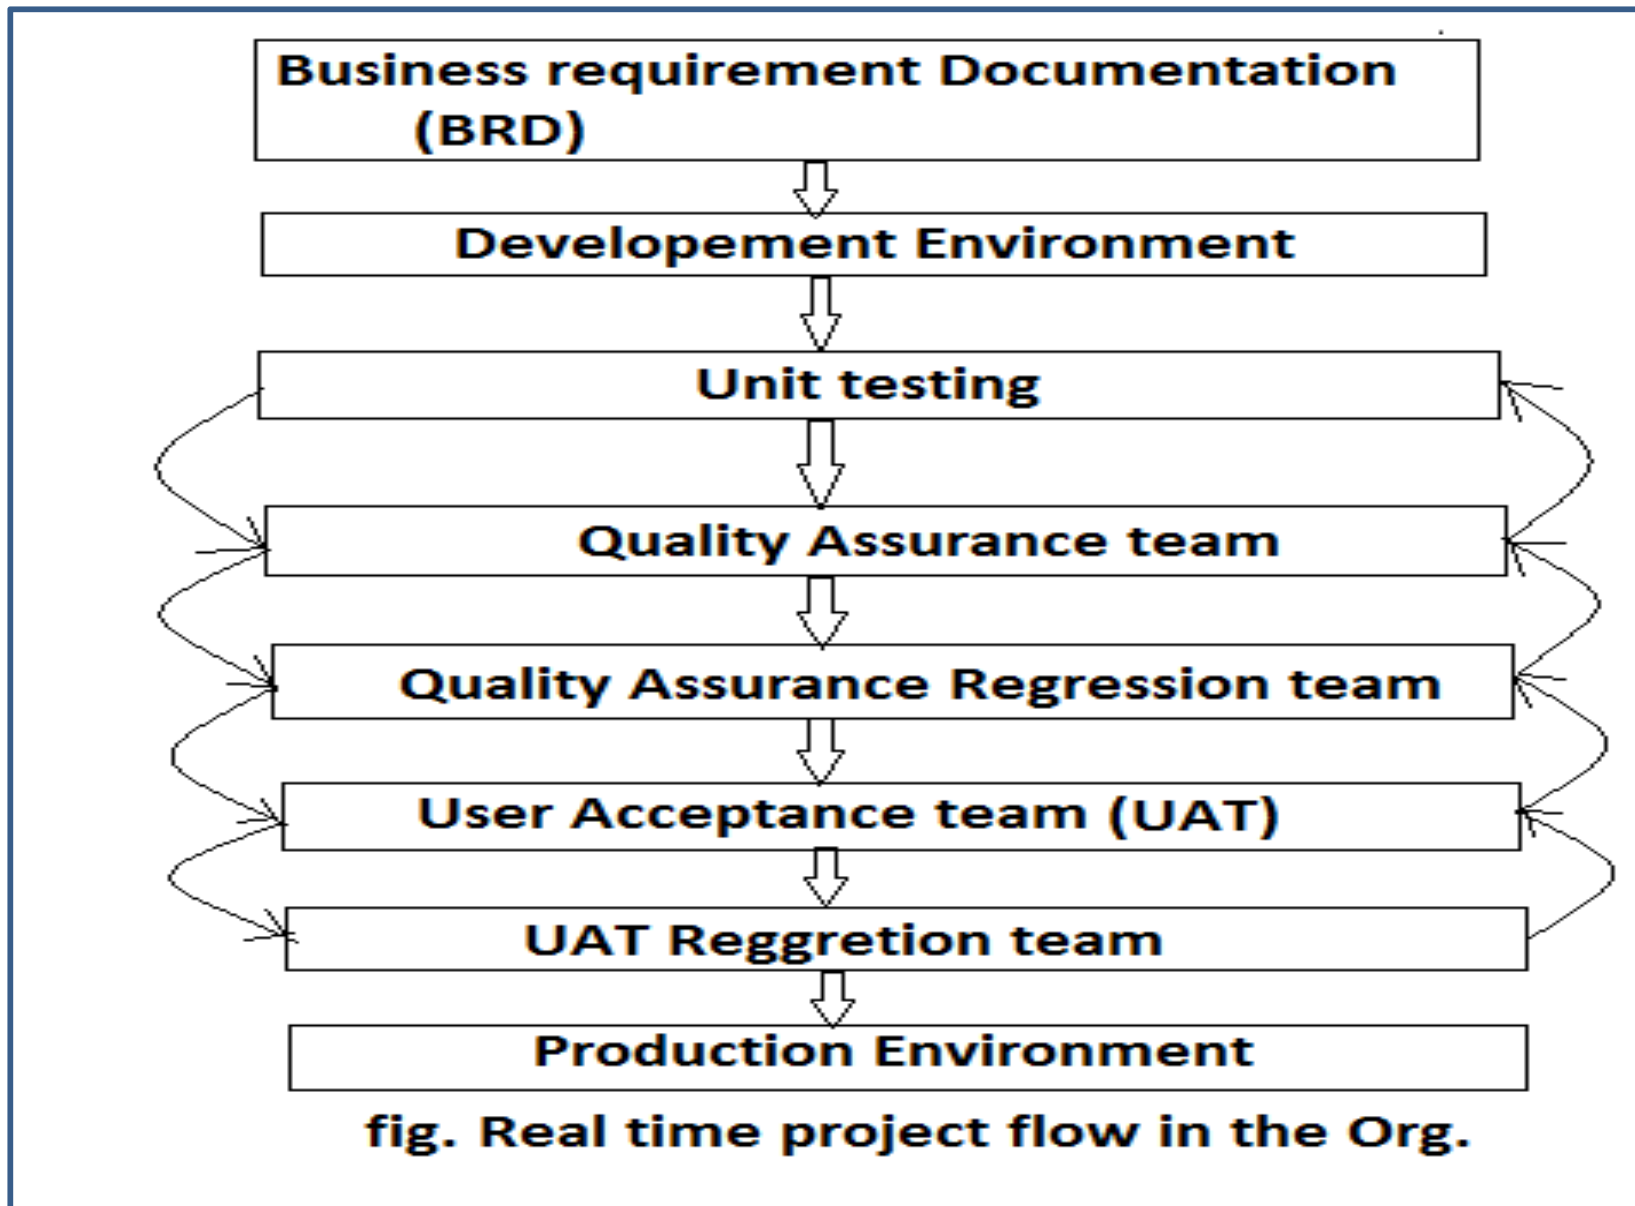 Business requirement Documentation
(BRD)
Developement Environment
Unit testing
Quality Assurance team
Quality Assurance Regression team
User Acceptance team (UAT)
UAT Reggretion team
Production Environment
fig. Real time project flow in the Org.